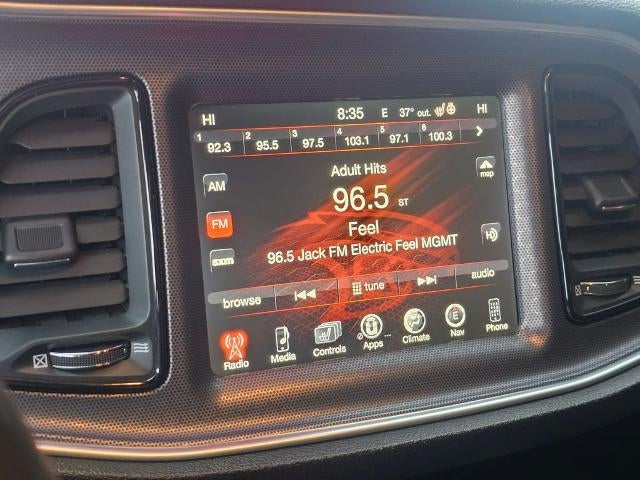 HI 8:35 E 37° out. HI
1 92.3 2 95.5 3 97.5 4 103.1 5 97.1 6 100.3
Adult Hits
map
AM
96.5 ST
FM
Feel
HD
96.5 Jack FM Electric Feel MGMT
SXM
browse tune audio
Radio Media Controls Apps Climate Nav Phone
E